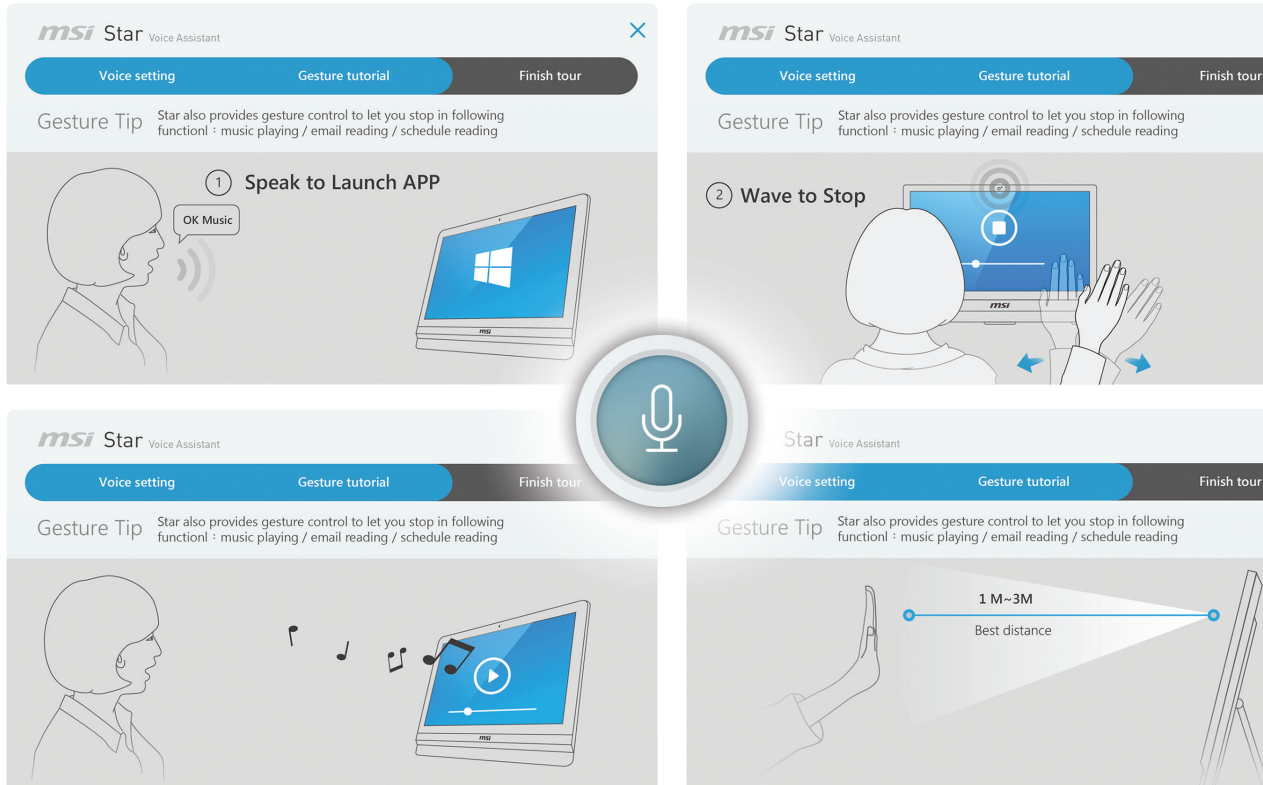 msi Star Voice Assistant
Voice setting Gesture tutorial Finish tour
Gesture Tip Star also provides gesture control to let you stop in following
functionl : music playing / email reading / schedule reading
1 Speak to Launch APP
OK Music
msi
msi Star Voice Assistant
Voice setting Gesture tutorial Finish tour
Gesture Tip Star also provides gesture control to let you stop in following
functionl : music playing / email reading / schedule reading
2 Wave to Stop
msi
msi Star Voice Assistant
Voice setting Gesture tutorial Finish tour
Gesture Tip Star also provides gesture control to let you stop in following
functionl : music playing / email reading / schedule reading
msi
Star Voice Assistant
Voice setting Gesture tutorial Finish tour
Gesture Tip Star also provides gesture control to let you stop in following
functionl : music playing / email reading / schedule reading
1 M~3M
Best distance